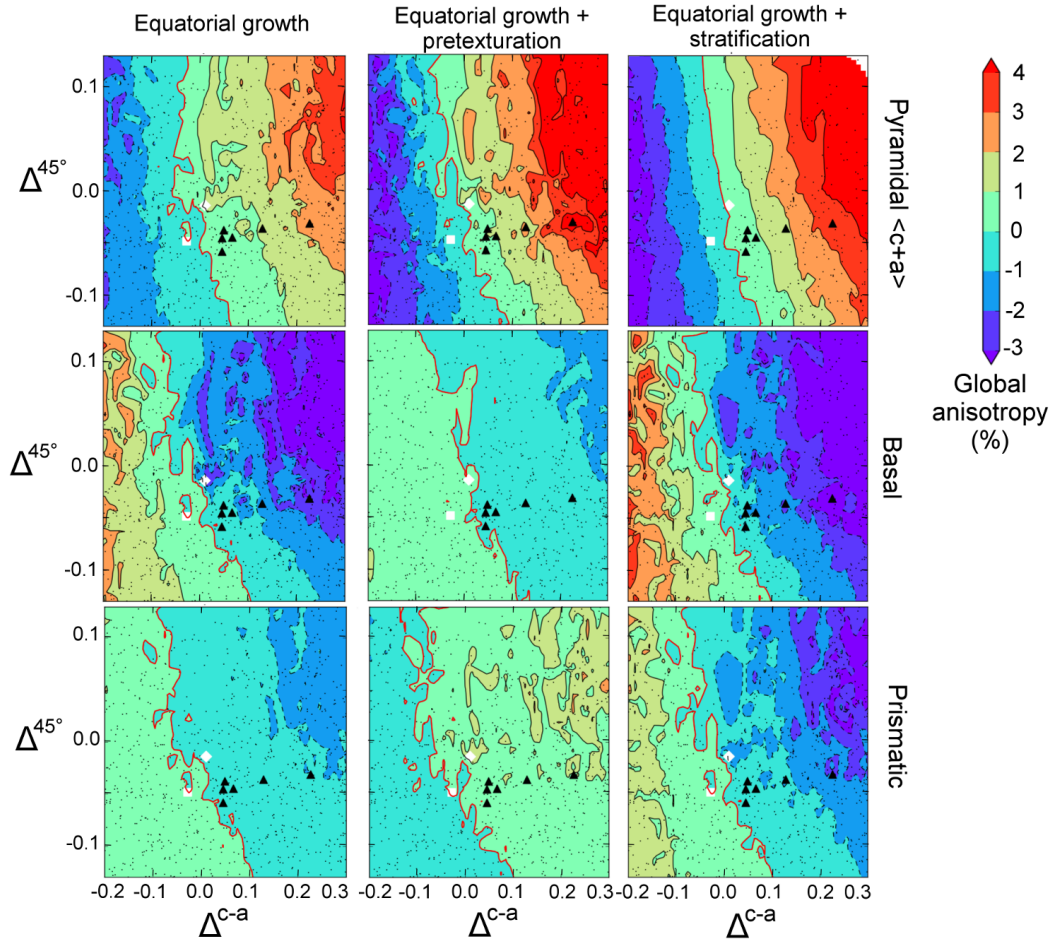 Equatorial growth
Equatorial growth +
pretexturation
Equatorial growth +
stratification
Δ45°
0.1
0.0
-0.1
Pyramidal <c+a>
4
3
2
1
0
-1
-2
-3
Global
anisotropy
(%)
Δ45°
0.1
0.0
-0.1
Basal
Δ45°
0.1
0.0
-0.1
Prismatic
-0.2 -0.1 0.0 0.1 0.2 0.3
-0.2 -0.1 0.0 0.1 0.2 0.3
-0.2 -0.1 0.0 0.1 0.2 0.3
Δc-a
Δc-a
Δc-a